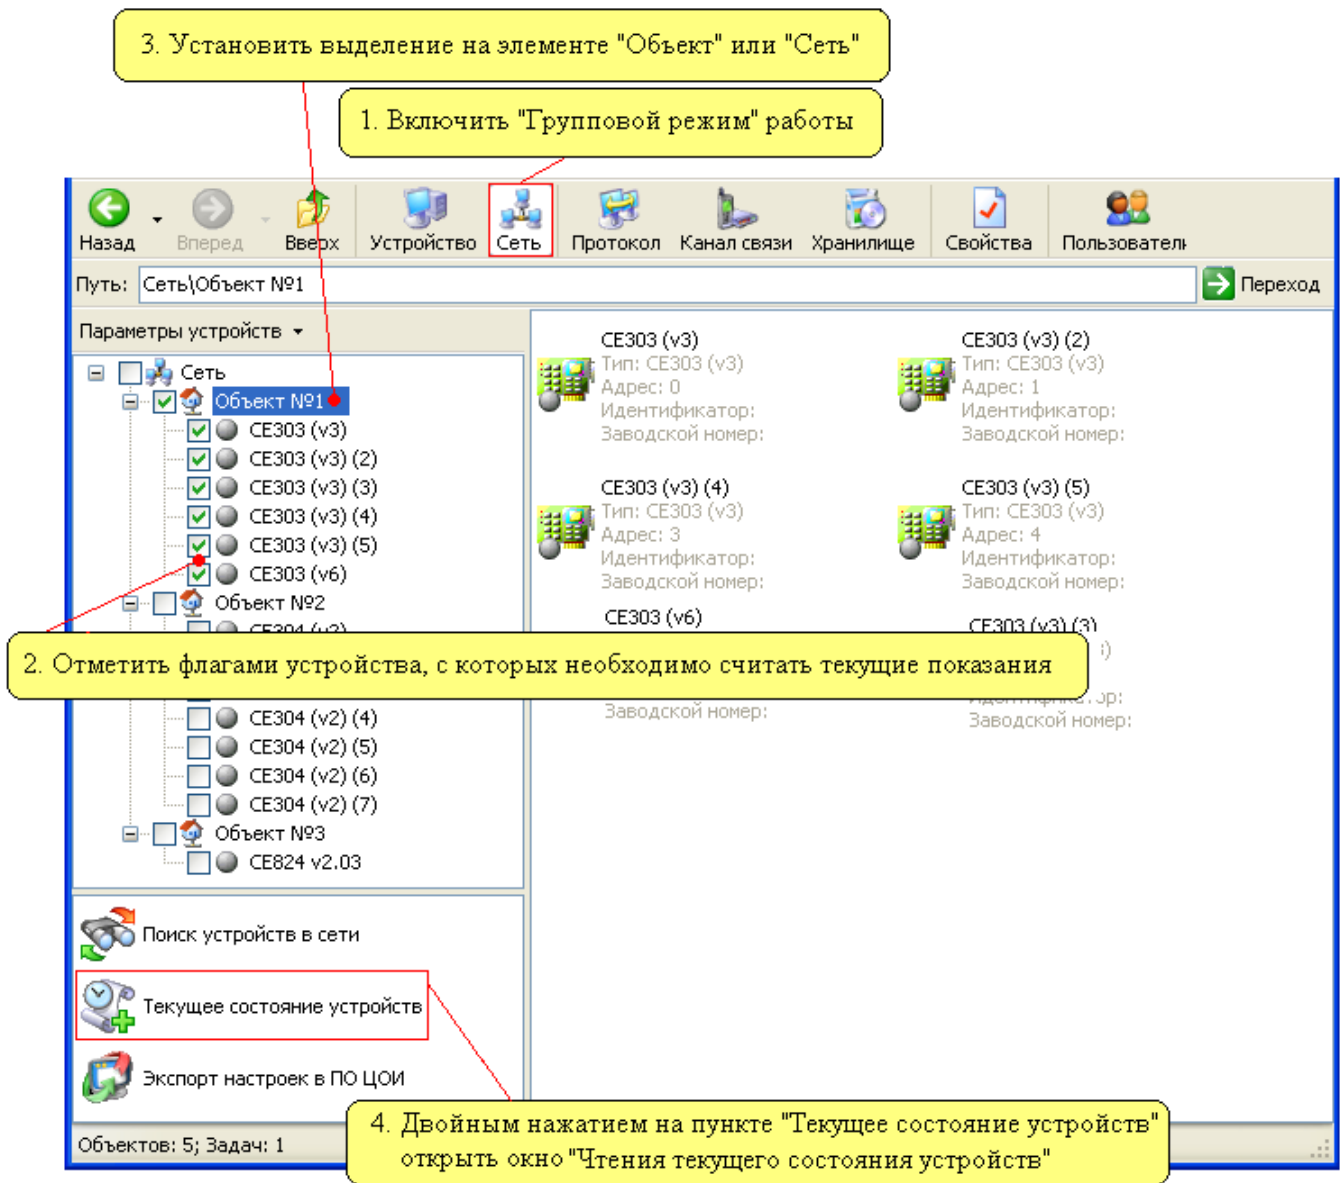 3. Установить выделение на элементе "Объект" или "Сеть"
1. Включить "Групповой режим" работы
Назад
Вперед
Вверх
Устройство
Сеть
Протокол
Канал связи
Хранилище
Свойства
Пользователи
Путь: Сеть\Объект №1
Переход
Параметры устройств
Сеть
Объект №1
CE303 (v3)
CE303 (v3) (2)
CE303 (v3) (3)
CE303 (v3) (4)
CE303 (v3) (5)
CE303 (v6)
Объект №2
CE304 (v2)
2. Отметить флагами устройства, с которых необходимо считать текущие показания
CE304 (v2) (4)
CE304 (v2) (5)
CE304 (v2) (6)
CE304 (v2) (7)
Объект №3
CE824 v2.03
CE303 (v3)
Тип: CE303 (v3)
Адрес: 0
Идентификатор:
Заводской номер:
CE303 (v3) (2)
Тип: CE303 (v3)
Адрес: 1
Идентификатор:
Заводской номер:
CE303 (v3) (4)
Тип: CE303 (v3)
Адрес: 3
Идентификатор:
Заводской номер:
CE303 (v3) (5)
Тип: CE303 (v3)
Адрес: 4
Идентификатор:
Заводской номер:
CE303 (v6)
Заводской номер:
CE303 (v3) (3)
Идентификатор:
Заводской номер:
Поиск устройств в сети
Текущее состояние устройств
Экспорт настроек в ПО ЦОИ
4. Двойным нажатием на пункте "Текущее состояние устройств"
открыть окно "Чтения текущего состояния устройств"
Объектов: 5; Задач: 1